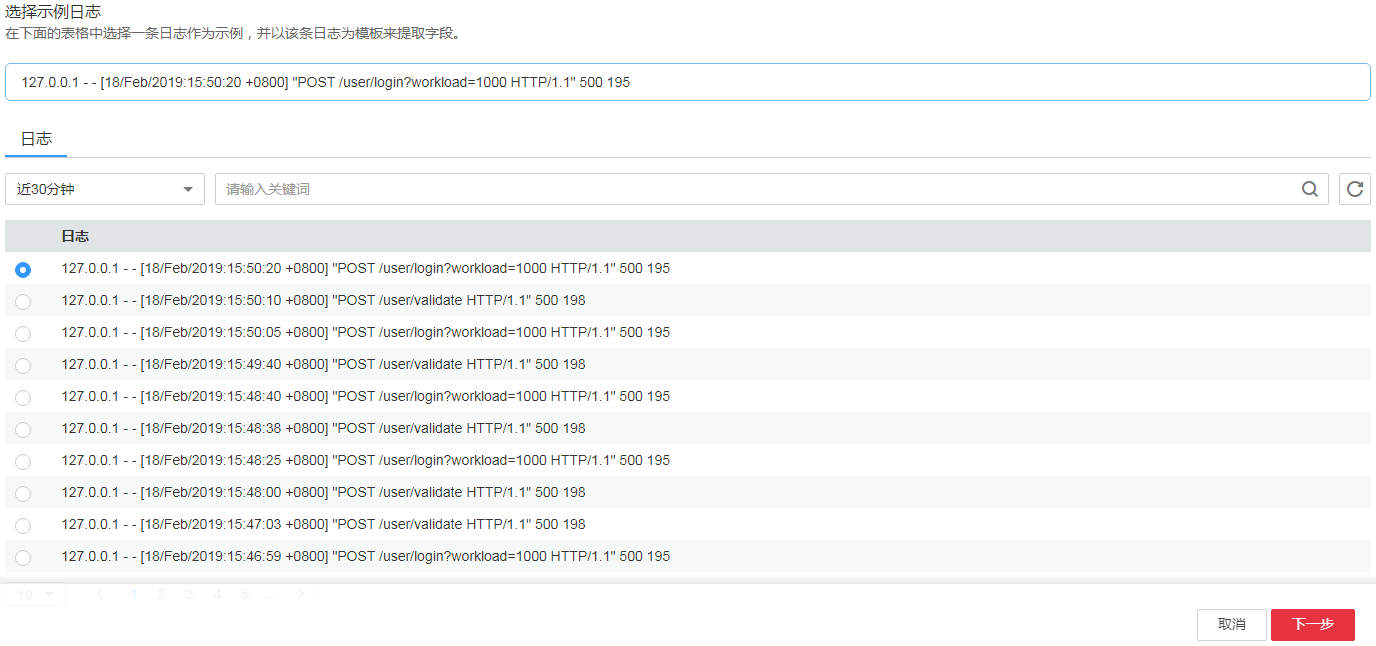 选择示例日志
在下面的表格中选择一条日志作为示例，并以该条日志为模板来提取字段。
127.0.0.1 - - [18/Feb/2019:15:50:20 +0800] "POST /user/login?workload=1000 HTTP/1.1" 500 195
日志
近30分钟 请输入关键词
日志
127.0.0.1 - - [18/Feb/2019:15:50:20 +0800] "POST /user/login?workload=1000 HTTP/1.1" 500 195
127.0.0.1 - - [18/Feb/2019:15:50:10 +0800] "POST /user/validate HTTP/1.1" 500 198
127.0.0.1 - - [18/Feb/2019:15:50:05 +0800] "POST /user/login?workload=1000 HTTP/1.1" 500 195
127.0.0.1 - - [18/Feb/2019:15:49:40 +0800] "POST /user/validate HTTP/1.1" 500 198
127.0.0.1 - - [18/Feb/2019:15:48:40 +0800] "POST /user/login?workload=1000 HTTP/1.1" 500 195
127.0.0.1 - - [18/Feb/2019:15:48:38 +0800] "POST /user/validate HTTP/1.1" 500 198
127.0.0.1 - - [18/Feb/2019:15:48:25 +0800] "POST /user/login?workload=1000 HTTP/1.1" 500 195
127.0.0.1 - - [18/Feb/2019:15:48:00 +0800] "POST /user/validate HTTP/1.1" 500 198
127.0.0.1 - - [18/Feb/2019:15:47:03 +0800] "POST /user/validate HTTP/1.1" 500 198
127.0.0.1 - - [18/Feb/2019:15:46:59 +0800] "POST /user/login?workload=1000 HTTP/1.1" 500 195
10 < 1 2 3 4 5 ... >
取消 下一步